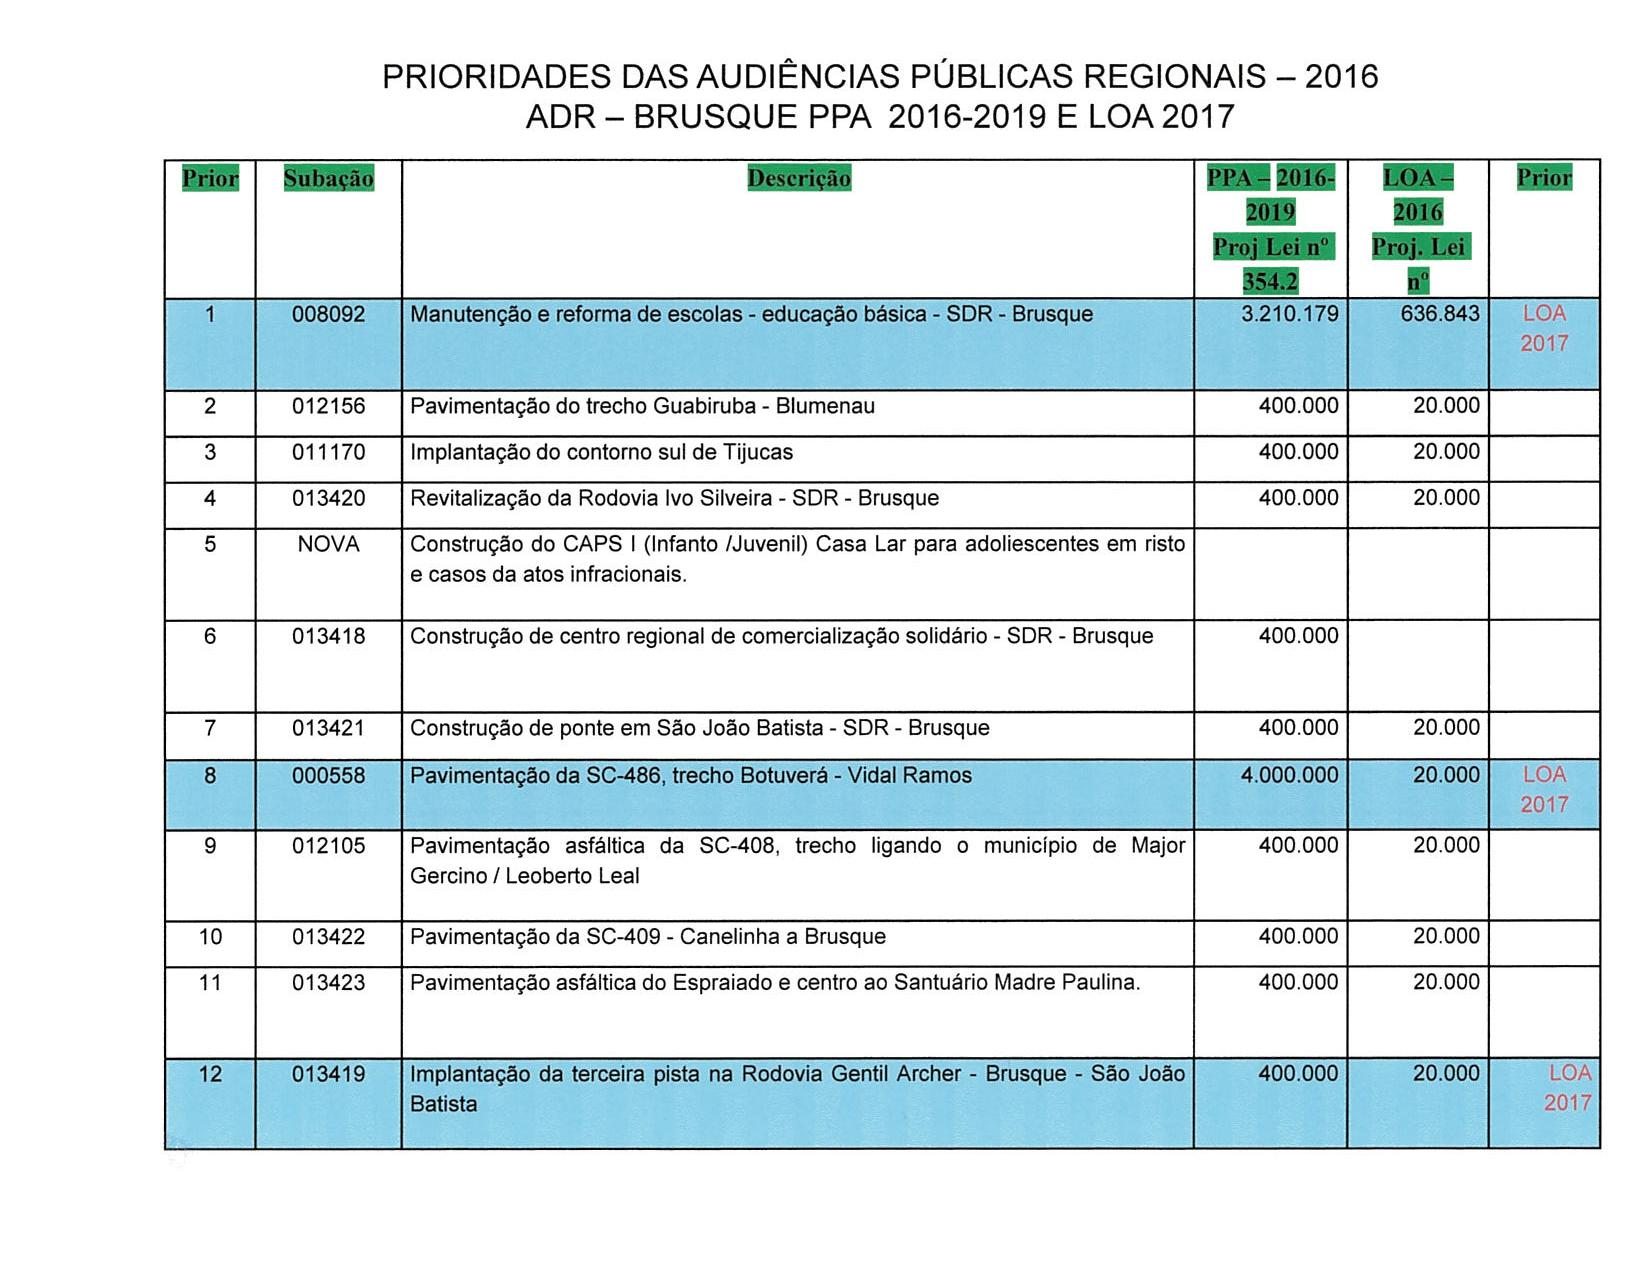 PRIORIDADES DAS AUDIÊNCIAS PÚBLICAS REGIONAIS – 2016
ADR – BRUSQUE PPA 2016-2019 E LOA 2017
Prior Subação Descrição PPA – 2016- LOA – Prior
2019 2016
Proj Lei nº Proj. Lei
354.2 nº
1 008092 Manutenção e reforma de escolas - educação básica - SDR - Brusque 3.210.179 636.843 LOA
2017
2 012156 Pavimentação do trecho Guabiruba - Blumenau 400.000 20.000
3 011170 Implantação do contorno sul de Tijucas 400.000 20.000
4 013420 Revitalização da Rodovia Ivo Silveira - SDR - Brusque 400.000 20.000
5 NOVA Construção do CAPS I (Infanto /Juvenil) Casa Lar para adoliescentes em risto
e casos da atos infracionais.
6 013418 Construção de centro regional de comercialização solidário - SDR - Brusque 400.000
7 013421 Construção de ponte em São João Batista - SDR - Brusque 400.000 20.000
8 000558 Pavimentação da SC-486, trecho Botuverá - Vidal Ramos 4.000.000 20.000 LOA
2017
9 012105 Pavimentação asfáltica da SC-408, trecho ligando o município de Major 400.000 20.000
Gercino / Leoberto Leal
10 013422 Pavimentação da SC-409 - Canelinha a Brusque 400.000 20.000
11 013423 Pavimentação asfáltica do Espraiado e centro ao Santuário Madre Paulina. 400.000 20.000
12 013419 Implantação da terceira pista na Rodovia Gentil Archer - Brusque - São João 400.000 20.000 LOA
Batista 2017